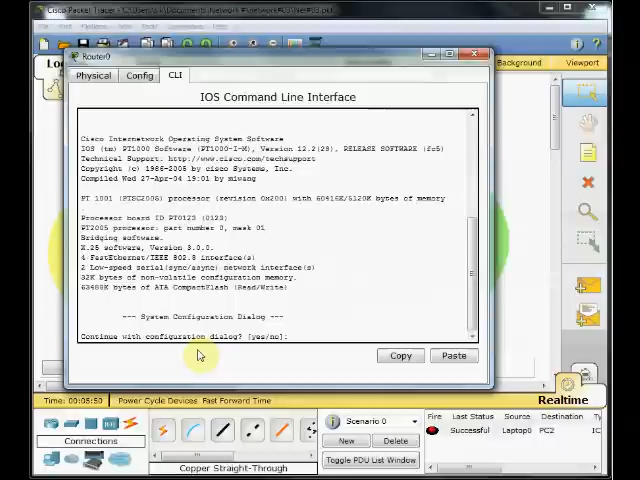 Cisco Packet Tracer
Router0
Physical
Config
CLI
Background
Viewport
IOS Command Line Interface
Cisco Internetwork Operating System Software
IOS (tm) PT1000 Software (PT1000-I-M), Version 12.2(28), RELEASE SOFTWARE (fc5)
Technical Support: http://www.cisco.com/techsupport
Copyright (c) 1986-2005 by cisco Systems, Inc.
Compiled Wed 27-Apr-04 19:01 by miwang
PT 1001 (PTSC2005) processor (revision 0x200) with 60416K/5120K bytes of memory
Processor board ID PT0123 (0123)
PT2005 processor: part number 0, mask 01
Bridging software.
X.25 software, Version 3.0.0.
4 FastEthernet/IEEE 802.3 interface(s)
2 Low-speed serial(sync/async) network interface(s)
32K bytes of non-volatile configuration memory.
63488K bytes of ATA CompactFlash (Read/Write)
--- System Configuration Dialog ---
Continue with configuration dialog? [yes/no]:
Copy
Paste
Realtime
Time: 00:05:50
Power Cycle Devices
Fast Forward Time
Connections
Copper Straight-Through
Scenario 0
New
Delete
Toggle PDU List Window
Fire
Last Status
Source
Destination
Ty
Successful
Laptop0
PC2
IC